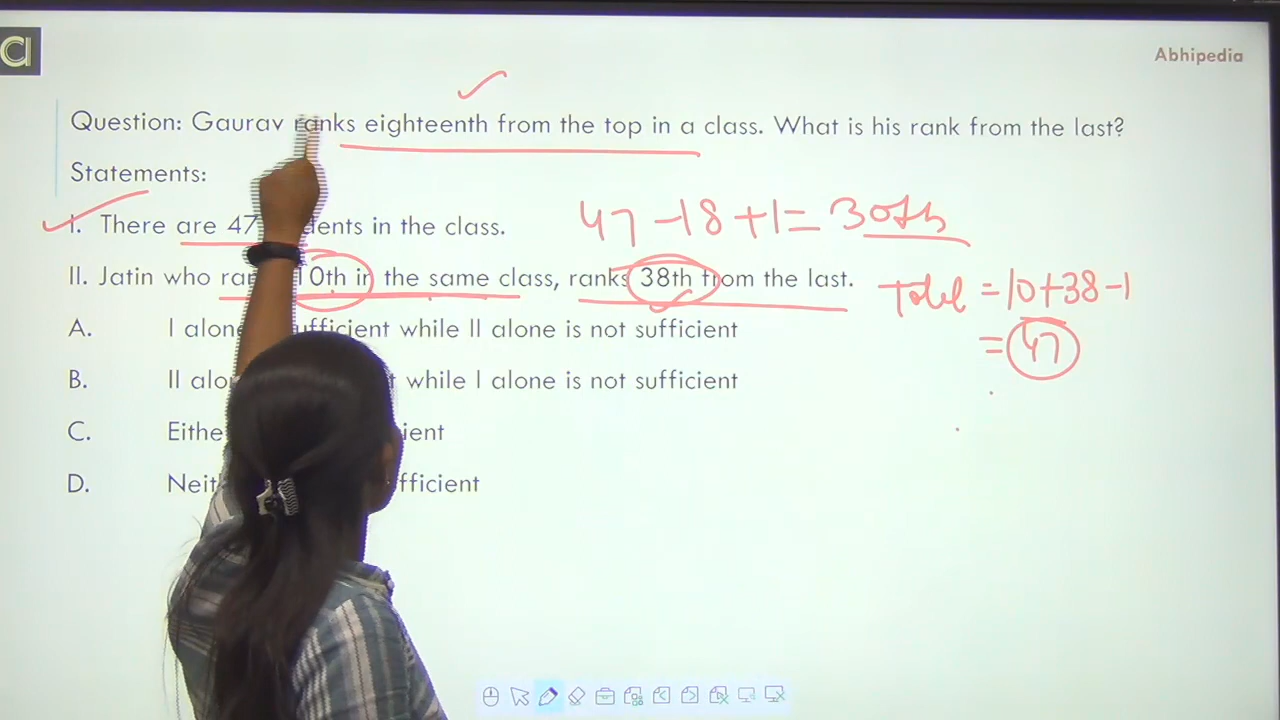 Abhipedia
Question: Gaurav ranks eighteenth from the top in a class. What is his rank from the last?
Statements:
I. There are 47 dents in the class.
47 - 18 + 1 = 30th
II. Jatin who ran 10th in the same class, ranks 38th from the last.
Total = 10 + 38 - 1
= 47
A. I alon fficient while II alone is not sufficient
B. II alo t while I alone is not sufficient
C. Eithe ient
D. Neit fficient